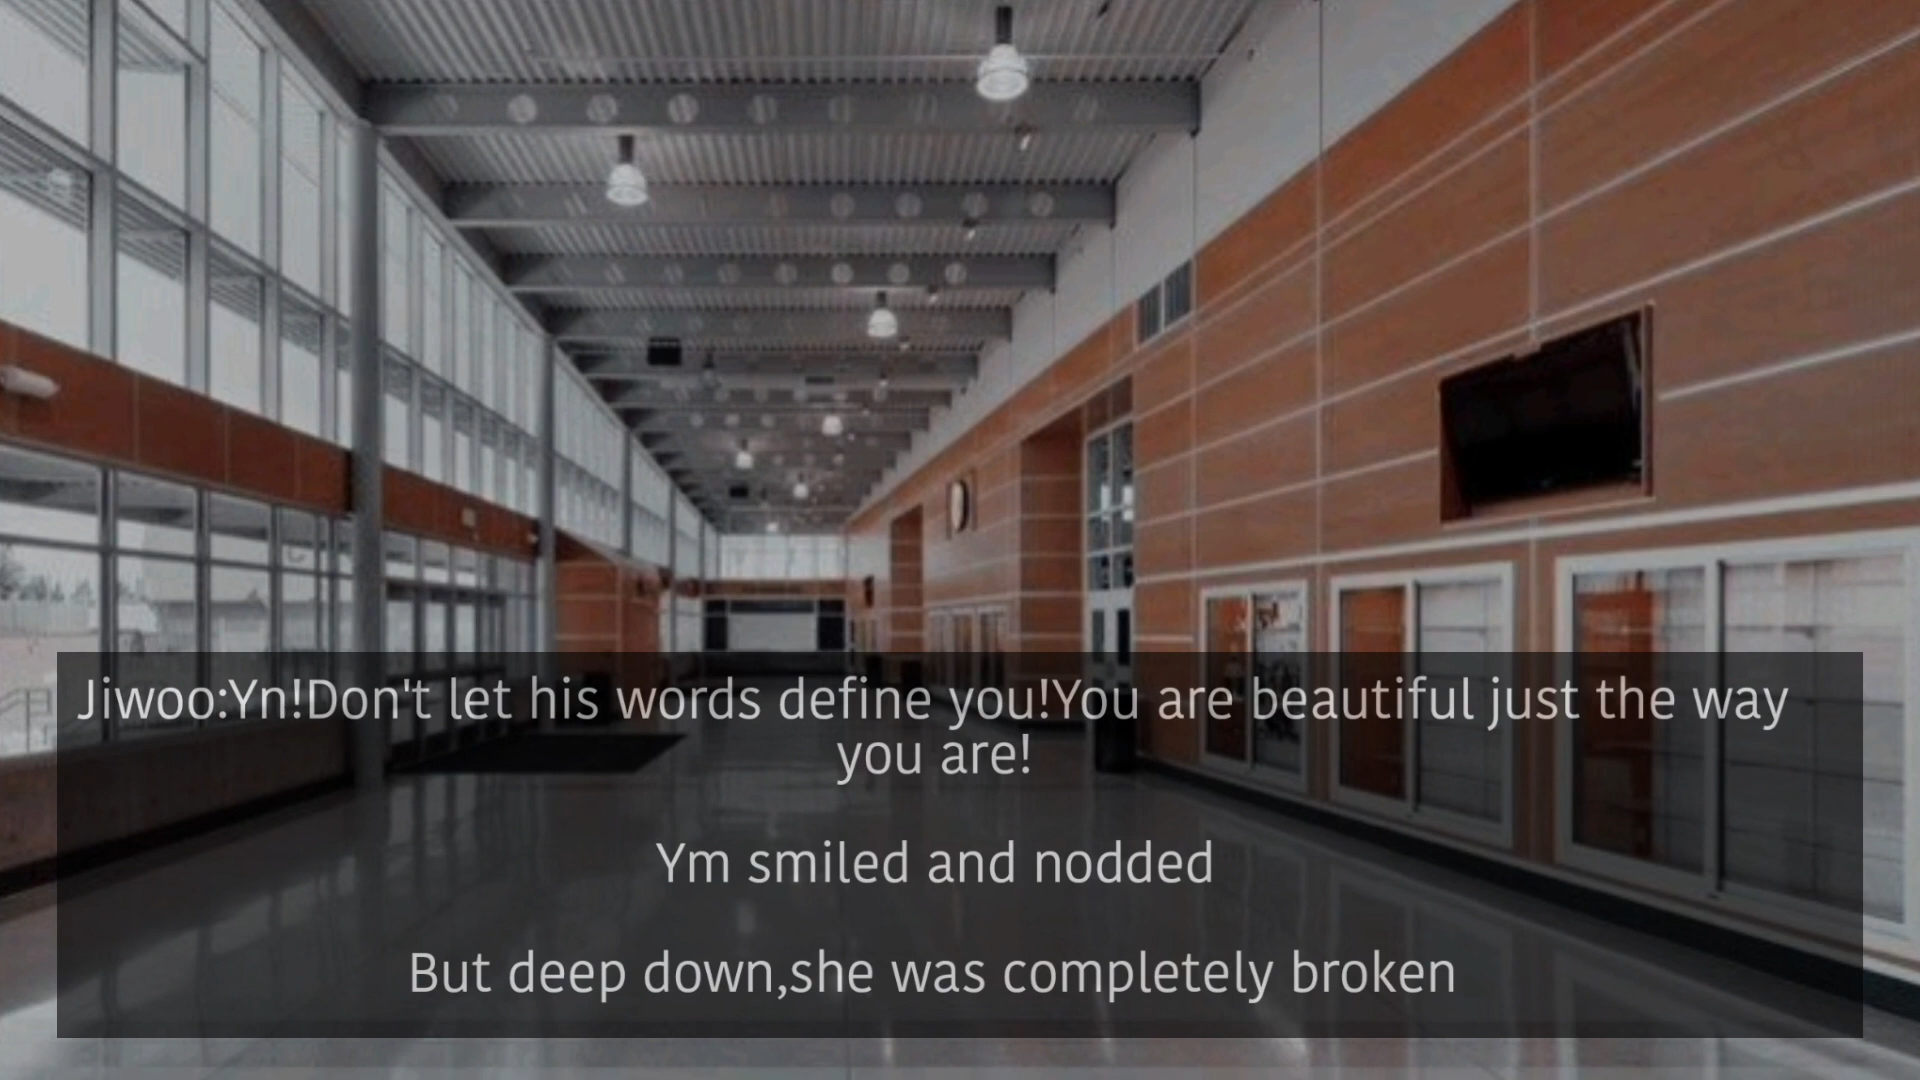 Jiwoo:Yn!Don't let his words define you!You are beautiful just the way
you are!
Ym smiled and nodded
But deep down,she was completely broken